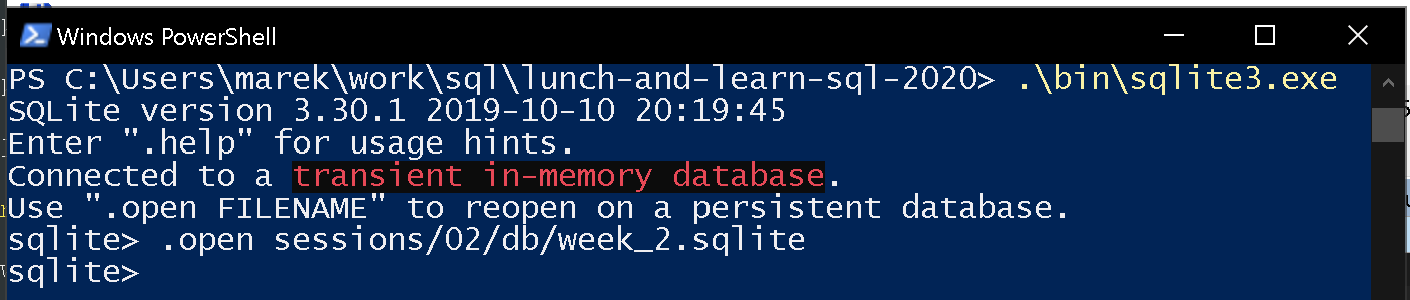 Windows PowerShell
PS C:\Users\marek\work\sql\lunch-and-learn-sql-2020> .\bin\sqlite3.exe
SQLite version 3.30.1 2019-10-10 20:19:45
Enter ".help" for usage hints.
Connected to a transient in-memory database.
Use ".open FILENAME" to reopen on a persistent database.
sqlite> .open sessions/02/db/week_2.sqlite
sqlite>